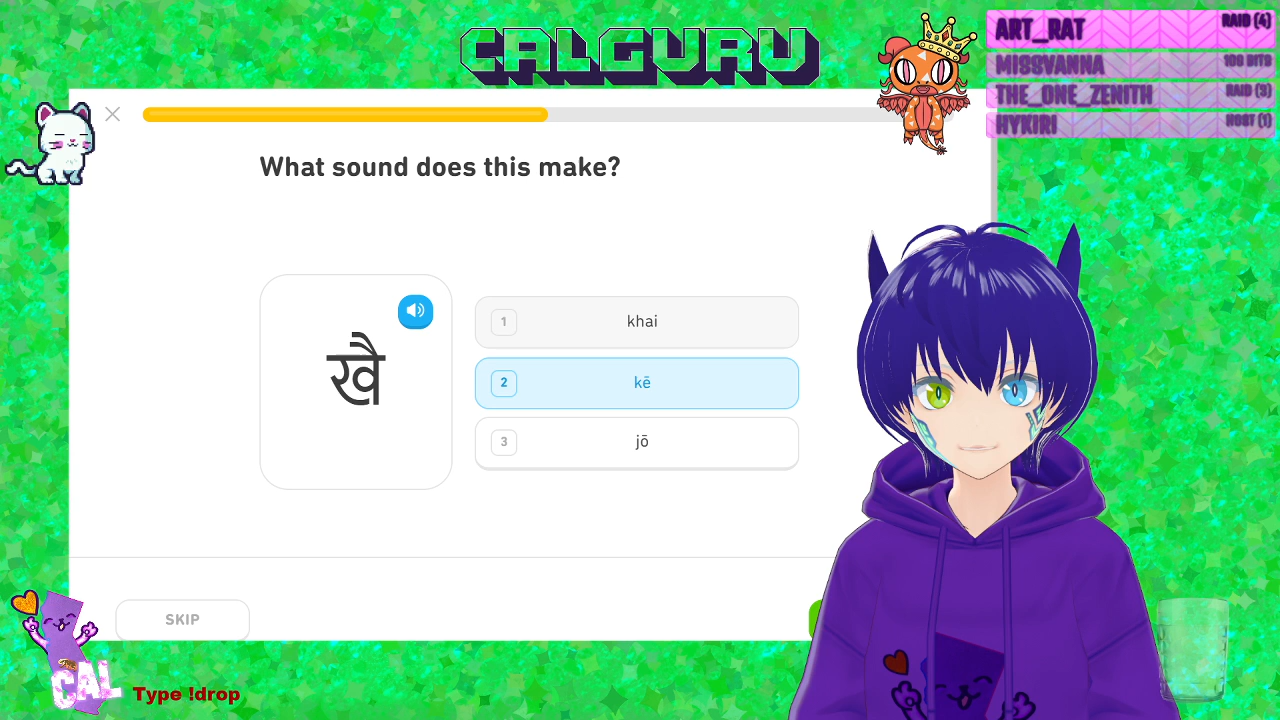 CALGURU
ART_RAT RAID (4)
MISSVANNA 100 BITS
THE_ONE_ZENITH RAID (3)
HYKIRI HOST (1)
What sound does this make?
खै
1 khai
2 kē
3 jō
SKIP
CAL
Type !drop